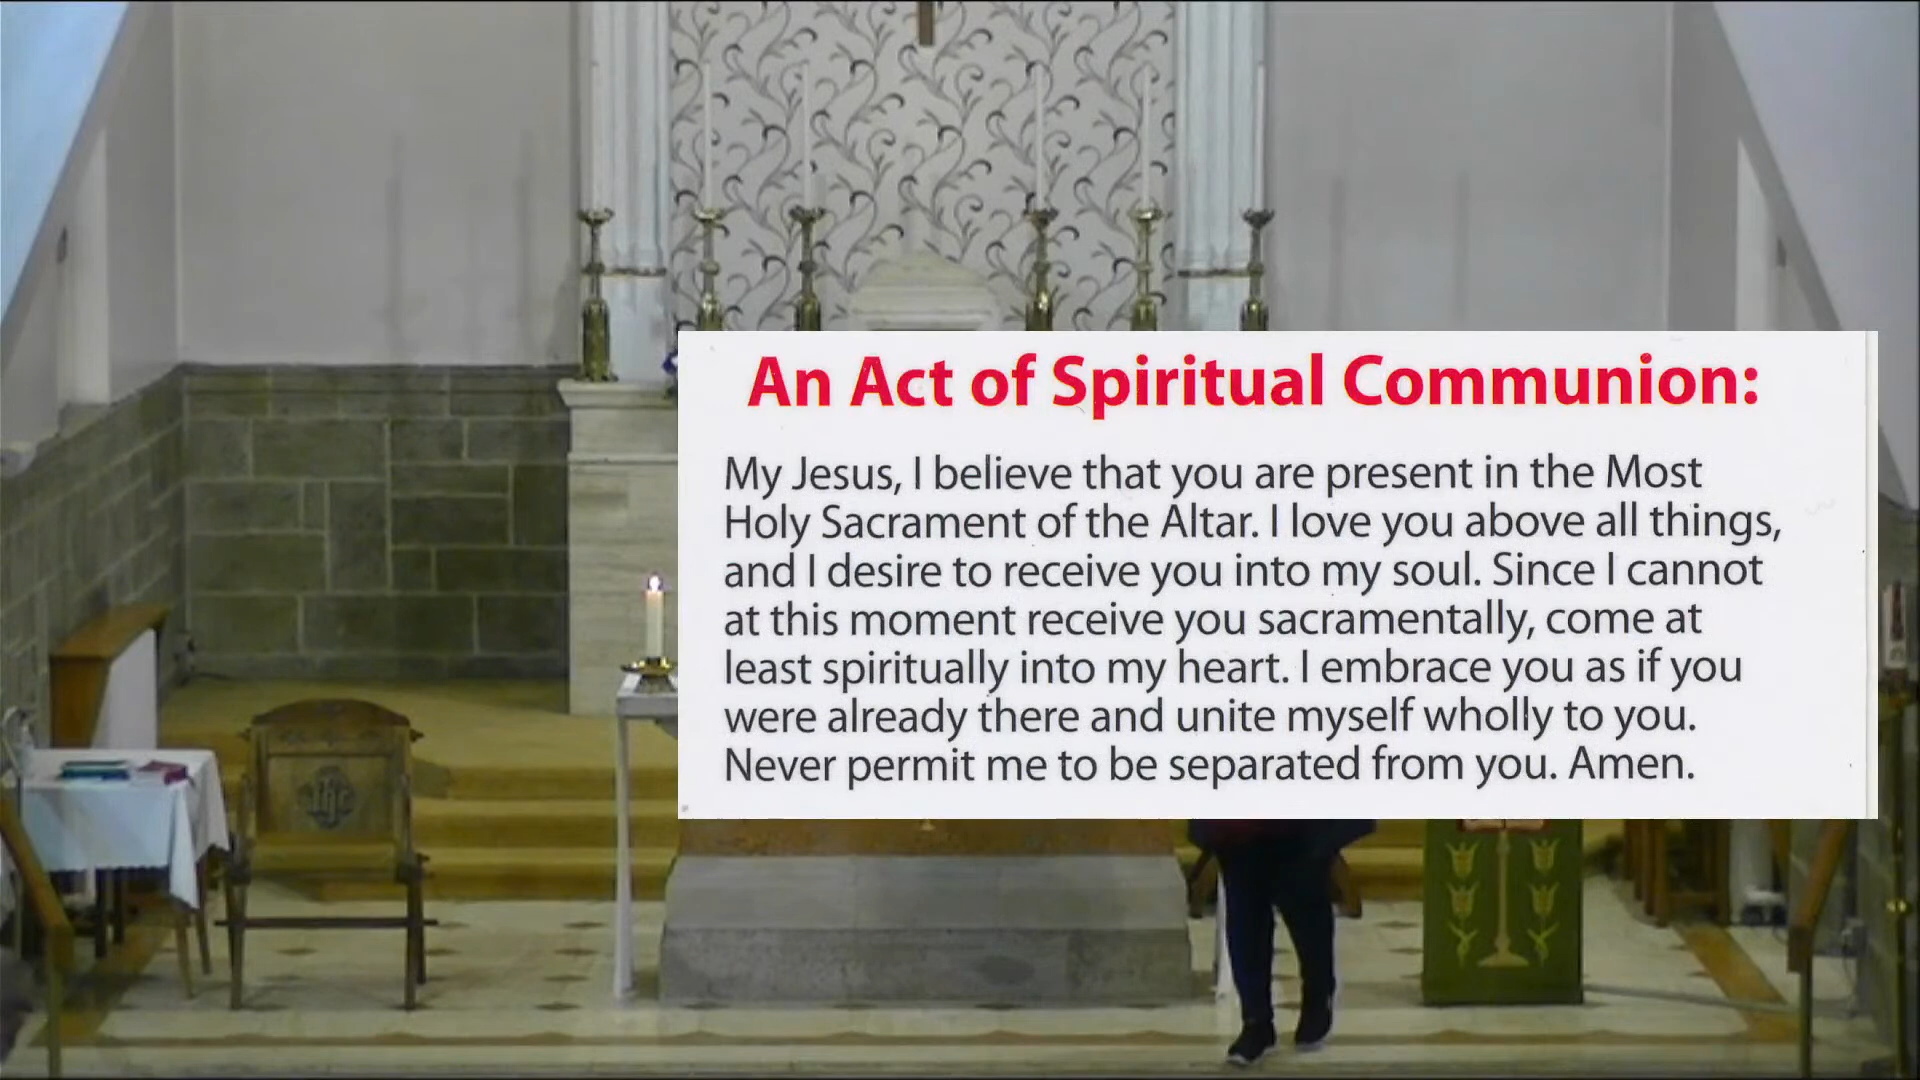 An Act of Spiritual Communion:
My Jesus, I believe that you are present in the Most
Holy Sacrament of the Altar. I love you above all things,
and I desire to receive you into my soul. Since I cannot
at this moment receive you sacramentally, come at
least spiritually into my heart. I embrace you as if you
were already there and unite myself wholly to you.
Never permit me to be separated from you. Amen.